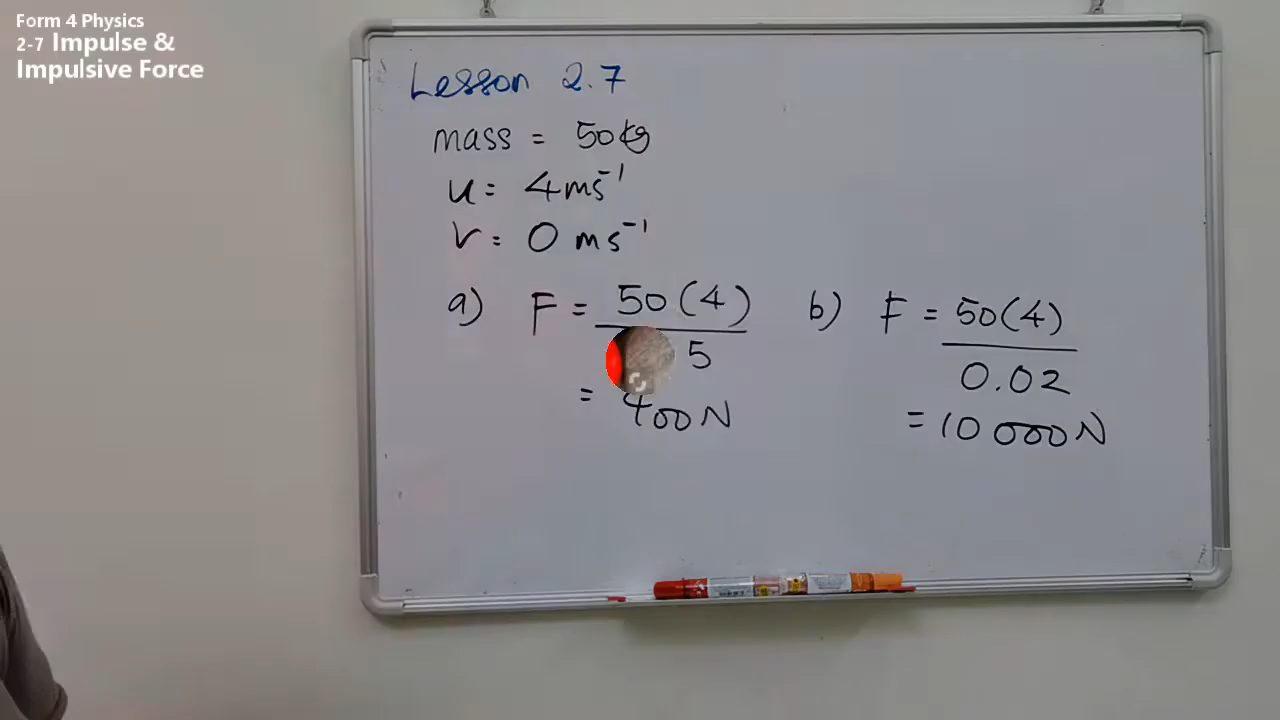 Form 4 Physics
2-7 Impulse &
Impulsive Force
Lesson 2.7
mass = 50kg
u = 4ms⁻¹
v = 0 ms⁻¹
a) F = 50(4)
5
= 400N
b) F = 50(4)
0.02
= 10 000N